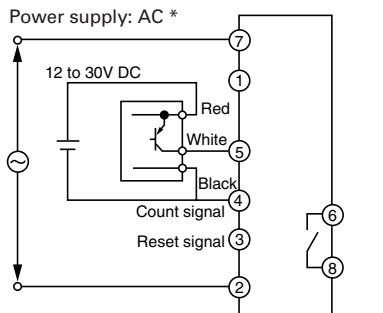 Power supply: AC *
7
12 to 30V DC
1
Red
White
5
Black
4
Count signal
6
Reset signal
3
8
2